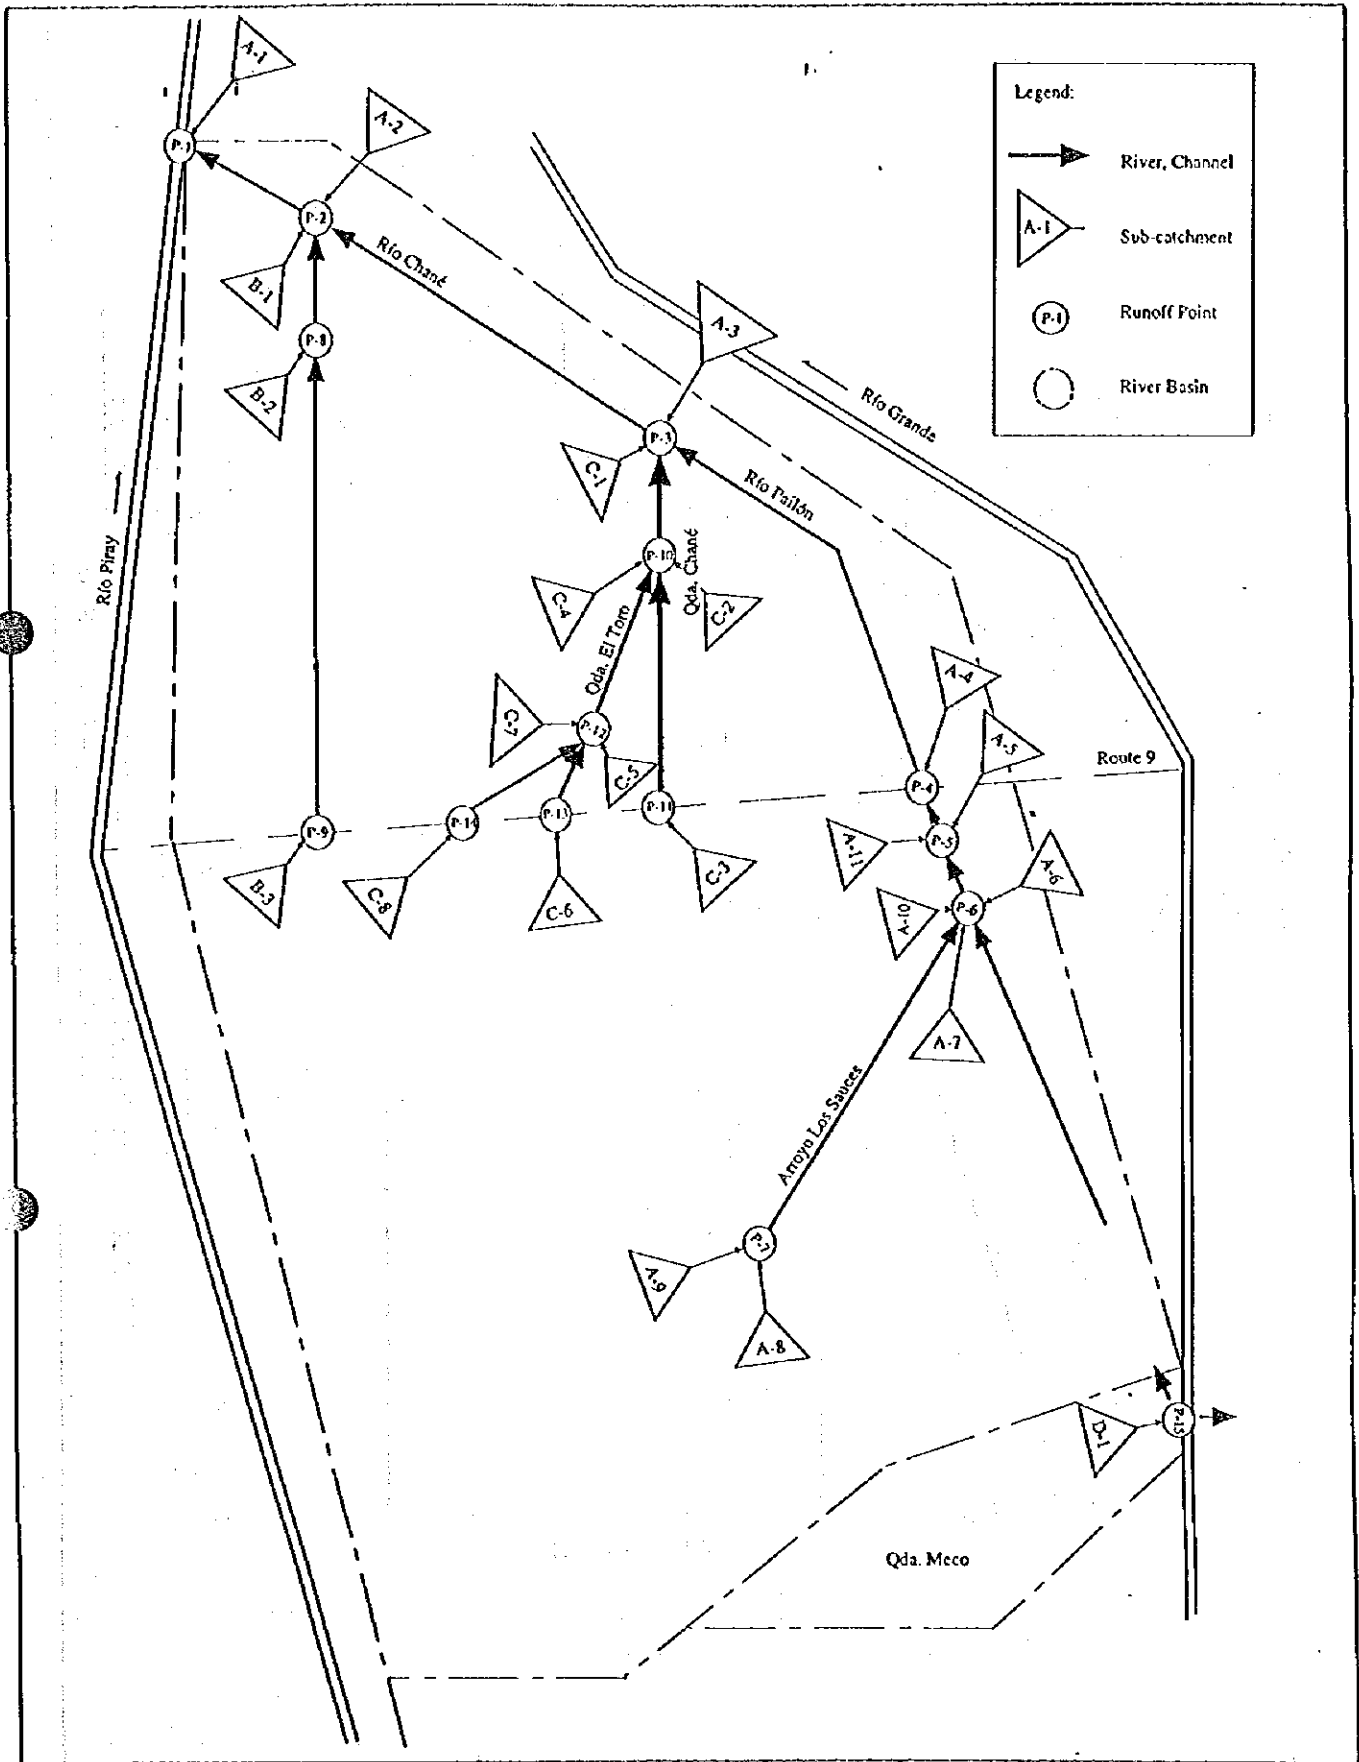 A-1
P-1
A-2
P-2
Río Chané
B-1
P-8
B-2
A-3
Río Grande
P-3
C-1
Río Pailón
P-10
Qda. Chané
C-4
C-2
Qda. El Toro
Río Piray
C-7
P-12
C-5
A-4
A-5
Route 9
P-4
P-9
P-14
P-13
P-11
P-5
A-11
B-3
C-8
C-6
C-3
A-6
A-10
P-6
A-7
Arroyo Los Sauces
P-7
A-9
A-8
D-1
P-15
Qda. Meco
Legend:
River, Channel
A-1
Sub-catchment
P-1
Runoff Point
River Basin